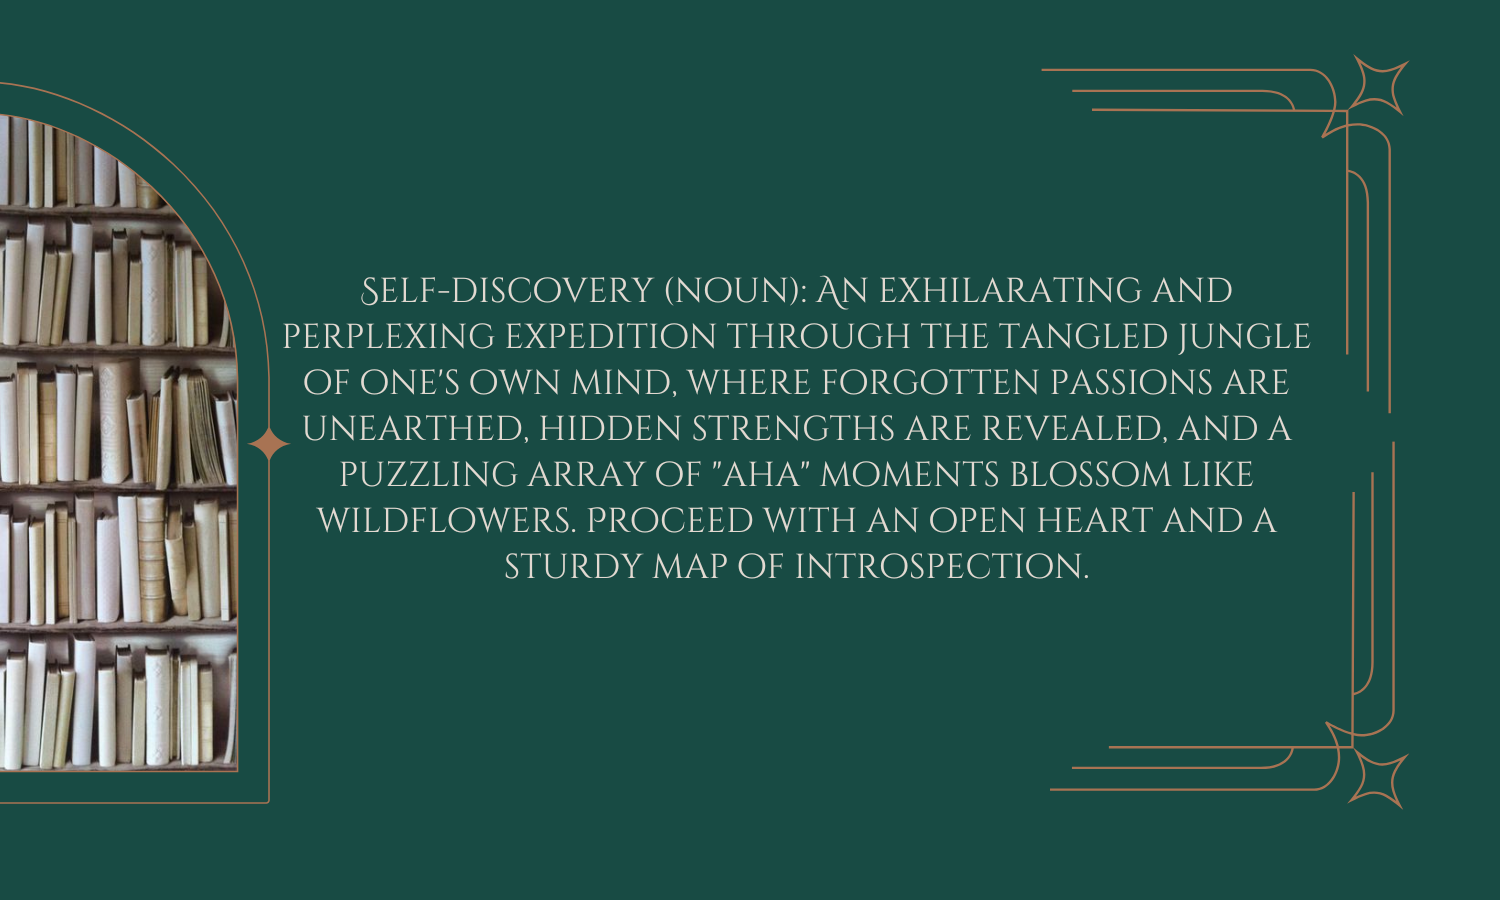 Self-discovery (noun): An exhilarating and
perplexing expedition through the tangled jungle
of one's own mind, where forgotten passions are
unearthed, hidden strengths are revealed, and a
puzzling array of "aha" moments blossom like
wildflowers. Proceed with an open heart and a
sturdy map of introspection.